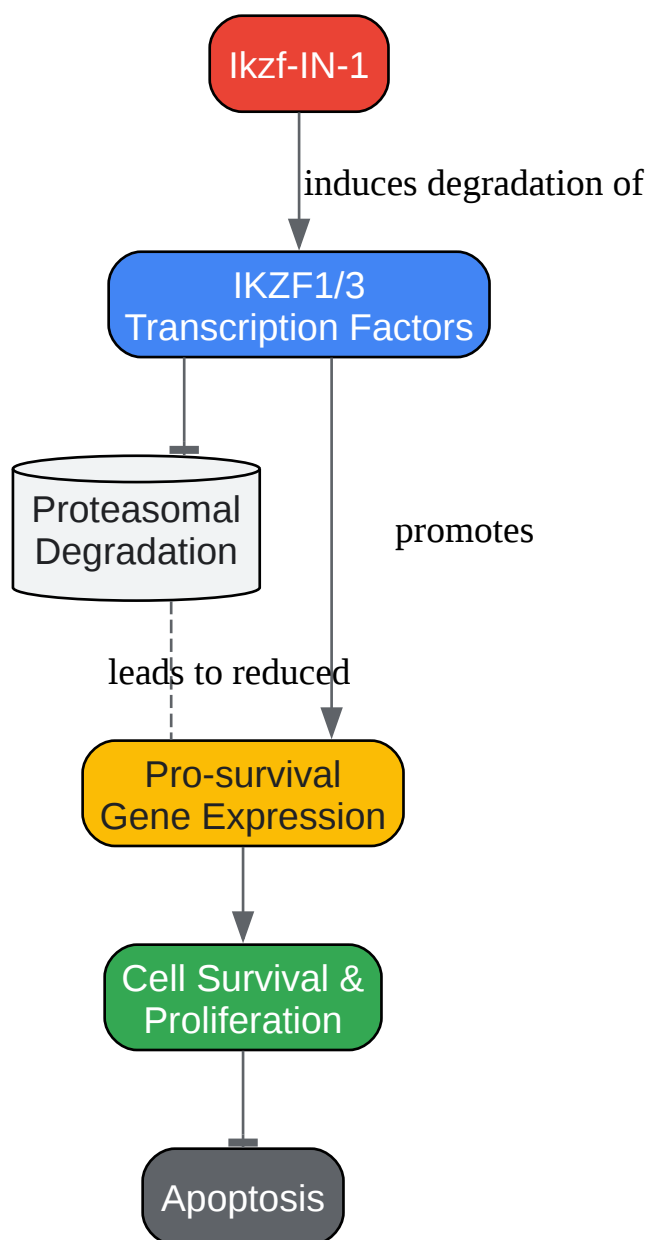 Ikzf-IN-1
induces degradation of
IKZF1/3
Transcription Factors
Proteasomal
Degradation
promotes
leads to reduced
Pro-survival
Gene Expression
Cell Survival &
Proliferation
Apoptosis